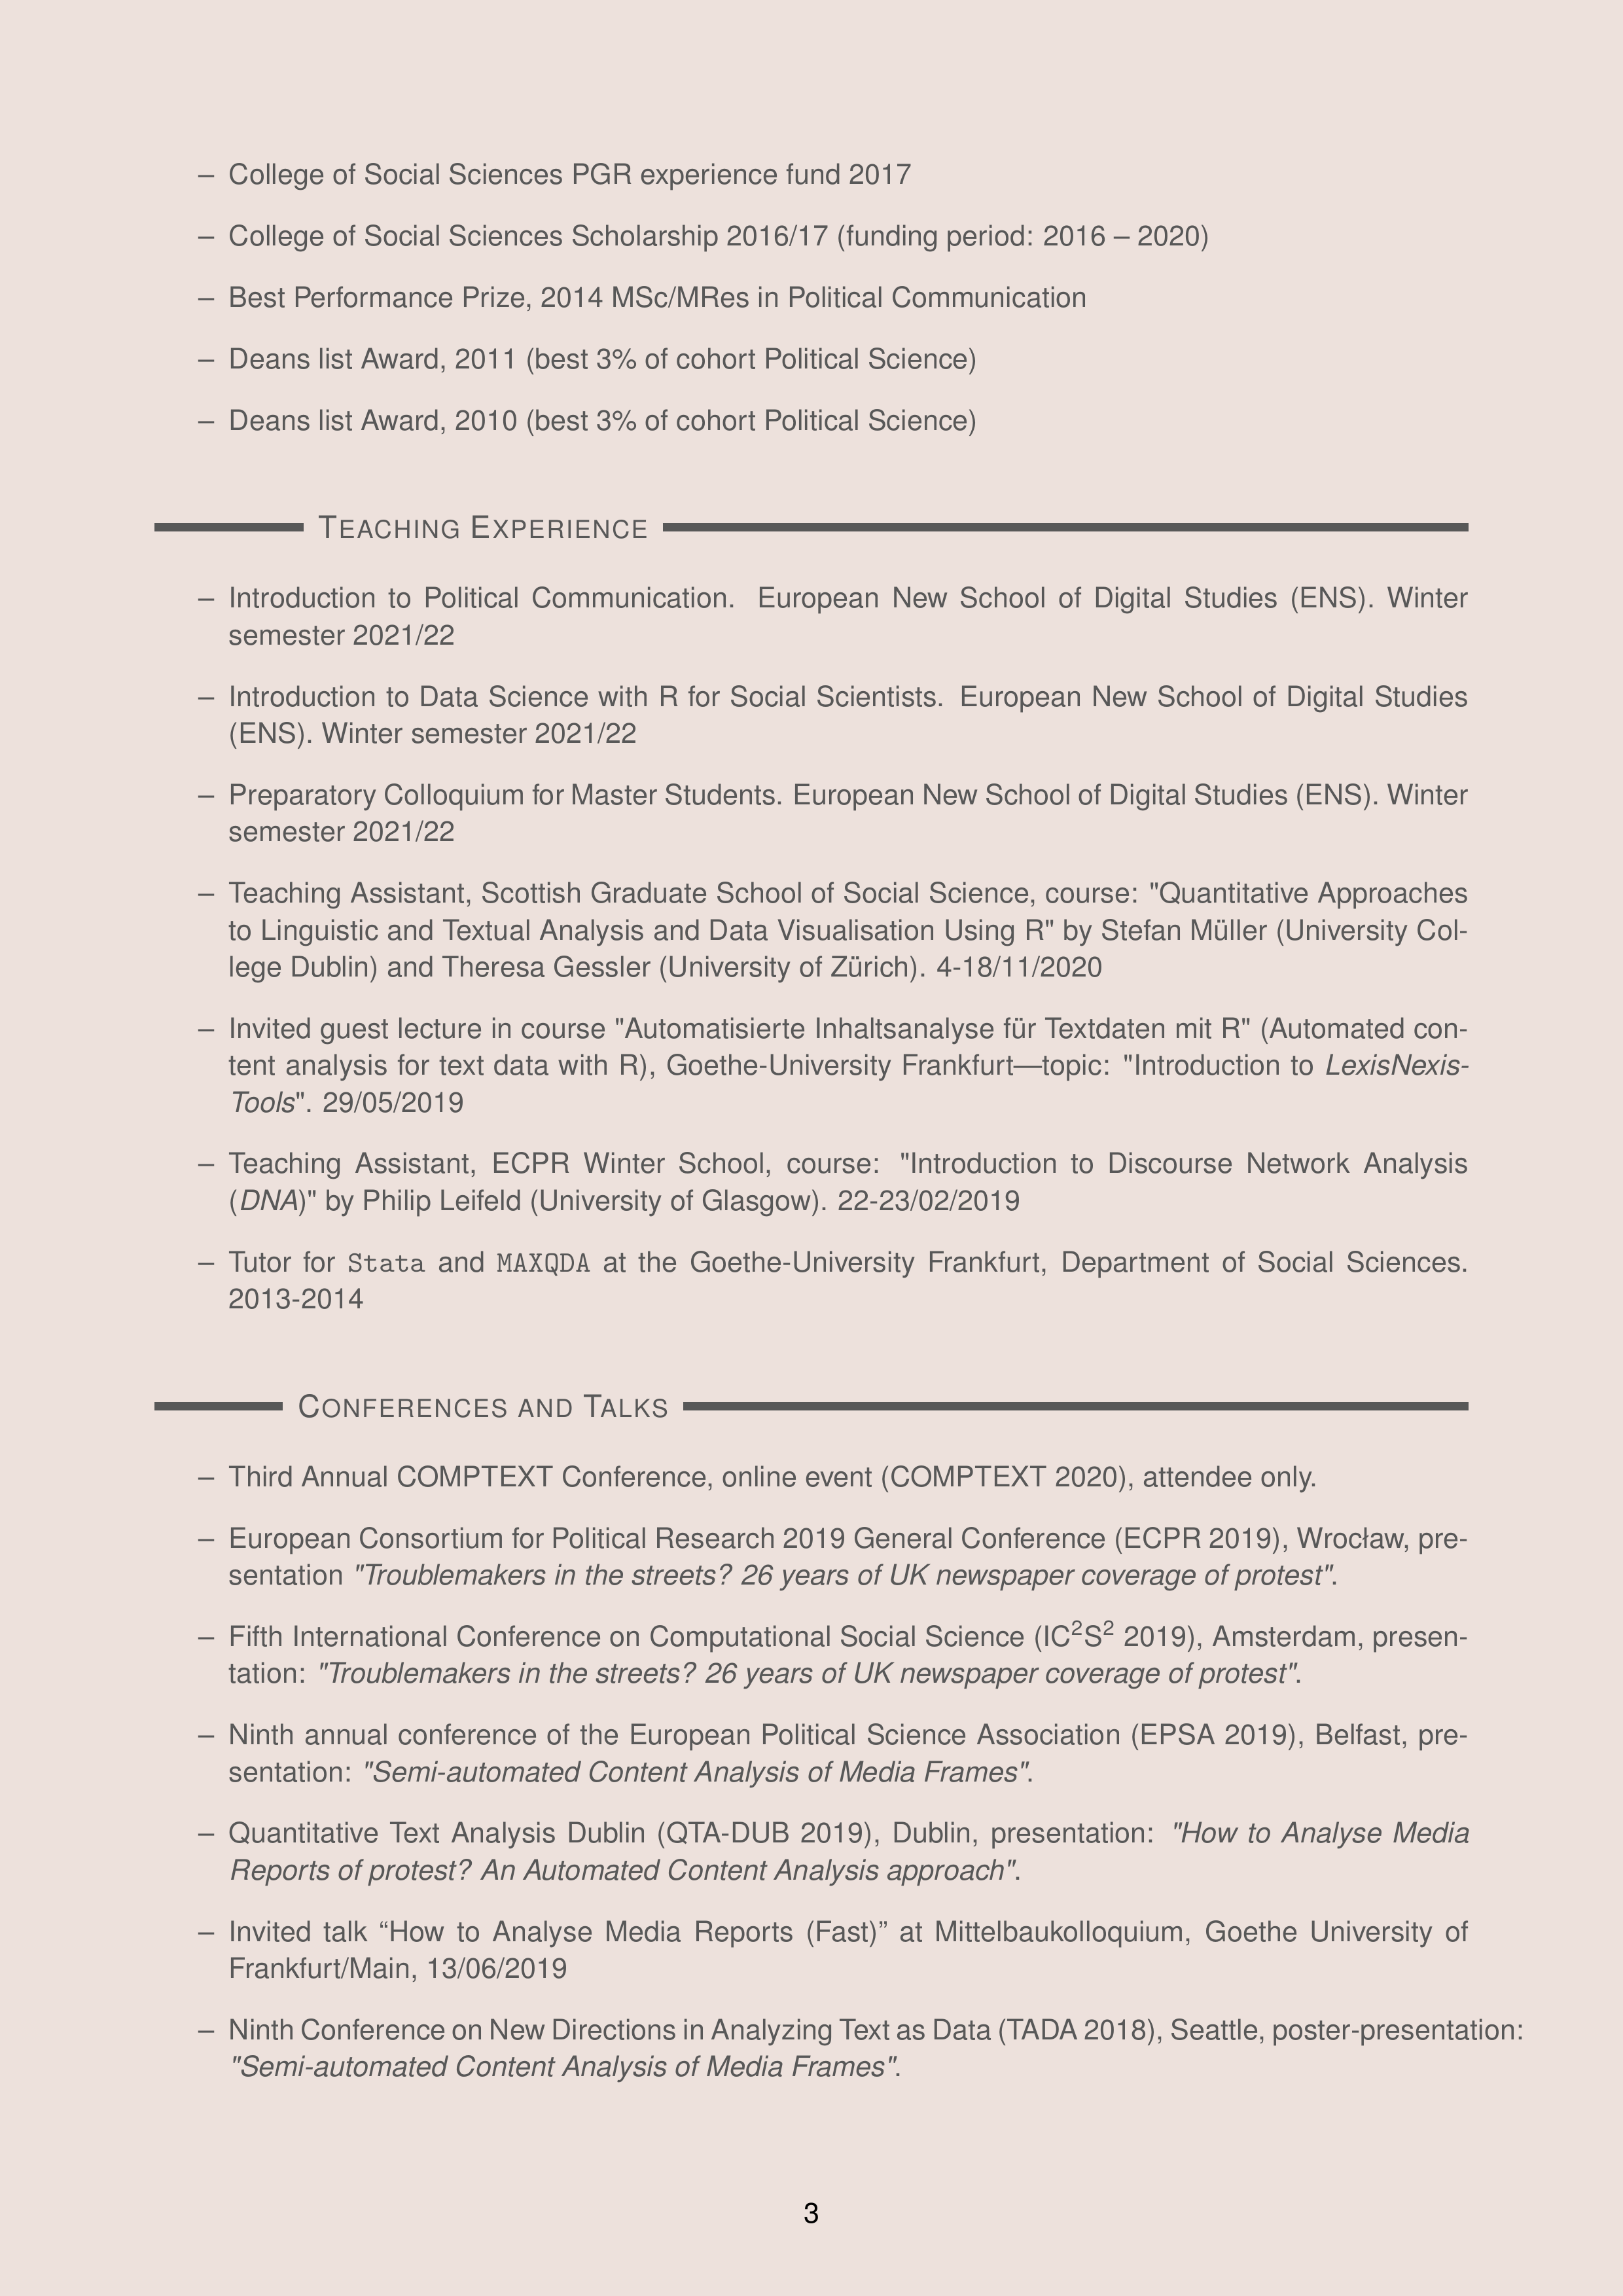 – College of Social Sciences PGR experience fund 2017
– College of Social Sciences Scholarship 2016/17 (funding period: 2016 – 2020)
– Best Performance Prize, 2014 MSc/MRes in Political Communication
– Deans list Award, 2011 (best 3% of cohort Political Science)
– Deans list Award, 2010 (best 3% of cohort Political Science)
TEACHING EXPERIENCE
– Introduction to Political Communication. European New School of Digital Studies (ENS). Winter
semester 2021/22
– Introduction to Data Science with R for Social Scientists. European New School of Digital Studies
(ENS). Winter semester 2021/22
– Preparatory Colloquium for Master Students. European New School of Digital Studies (ENS). Winter
semester 2021/22
– Teaching Assistant, Scottish Graduate School of Social Science, course: "Quantitative Approaches
to Linguistic and Textual Analysis and Data Visualisation Using R" by Stefan Müller (University Col-
lege Dublin) and Theresa Gessler (University of Zürich). 4-18/11/2020
– Invited guest lecture in course "Automatisierte Inhaltsanalyse für Textdaten mit R" (Automated con-
tent analysis for text data with R), Goethe-University Frankfurt—topic: "Introduction to LexisNexis-
Tools". 29/05/2019
– Teaching Assistant, ECPR Winter School, course: "Introduction to Discourse Network Analysis
(DNA)" by Philip Leifeld (University of Glasgow). 22-23/02/2019
– Tutor for Stata and MAXQDA at the Goethe-University Frankfurt, Department of Social Sciences.
2013-2014
CONFERENCES AND TALKS
– Third Annual COMPTEXT Conference, online event (COMPTEXT 2020), attendee only.
– European Consortium for Political Research 2019 General Conference (ECPR 2019), Wrocław, pre-
sentation "Troublemakers in the streets? 26 years of UK newspaper coverage of protest".
– Fifth International Conference on Computational Social Science (IC²S² 2019), Amsterdam, presen-
tation: "Troublemakers in the streets? 26 years of UK newspaper coverage of protest".
– Ninth annual conference of the European Political Science Association (EPSA 2019), Belfast, pre-
sentation: "Semi-automated Content Analysis of Media Frames".
– Quantitative Text Analysis Dublin (QTA-DUB 2019), Dublin, presentation: "How to Analyse Media
Reports of protest? An Automated Content Analysis approach".
– Invited talk “How to Analyse Media Reports (Fast)” at Mittelbaukolloquium, Goethe University of
Frankfurt/Main, 13/06/2019
– Ninth Conference on New Directions in Analyzing Text as Data (TADA 2018), Seattle, poster-presentation:
"Semi-automated Content Analysis of Media Frames".
3